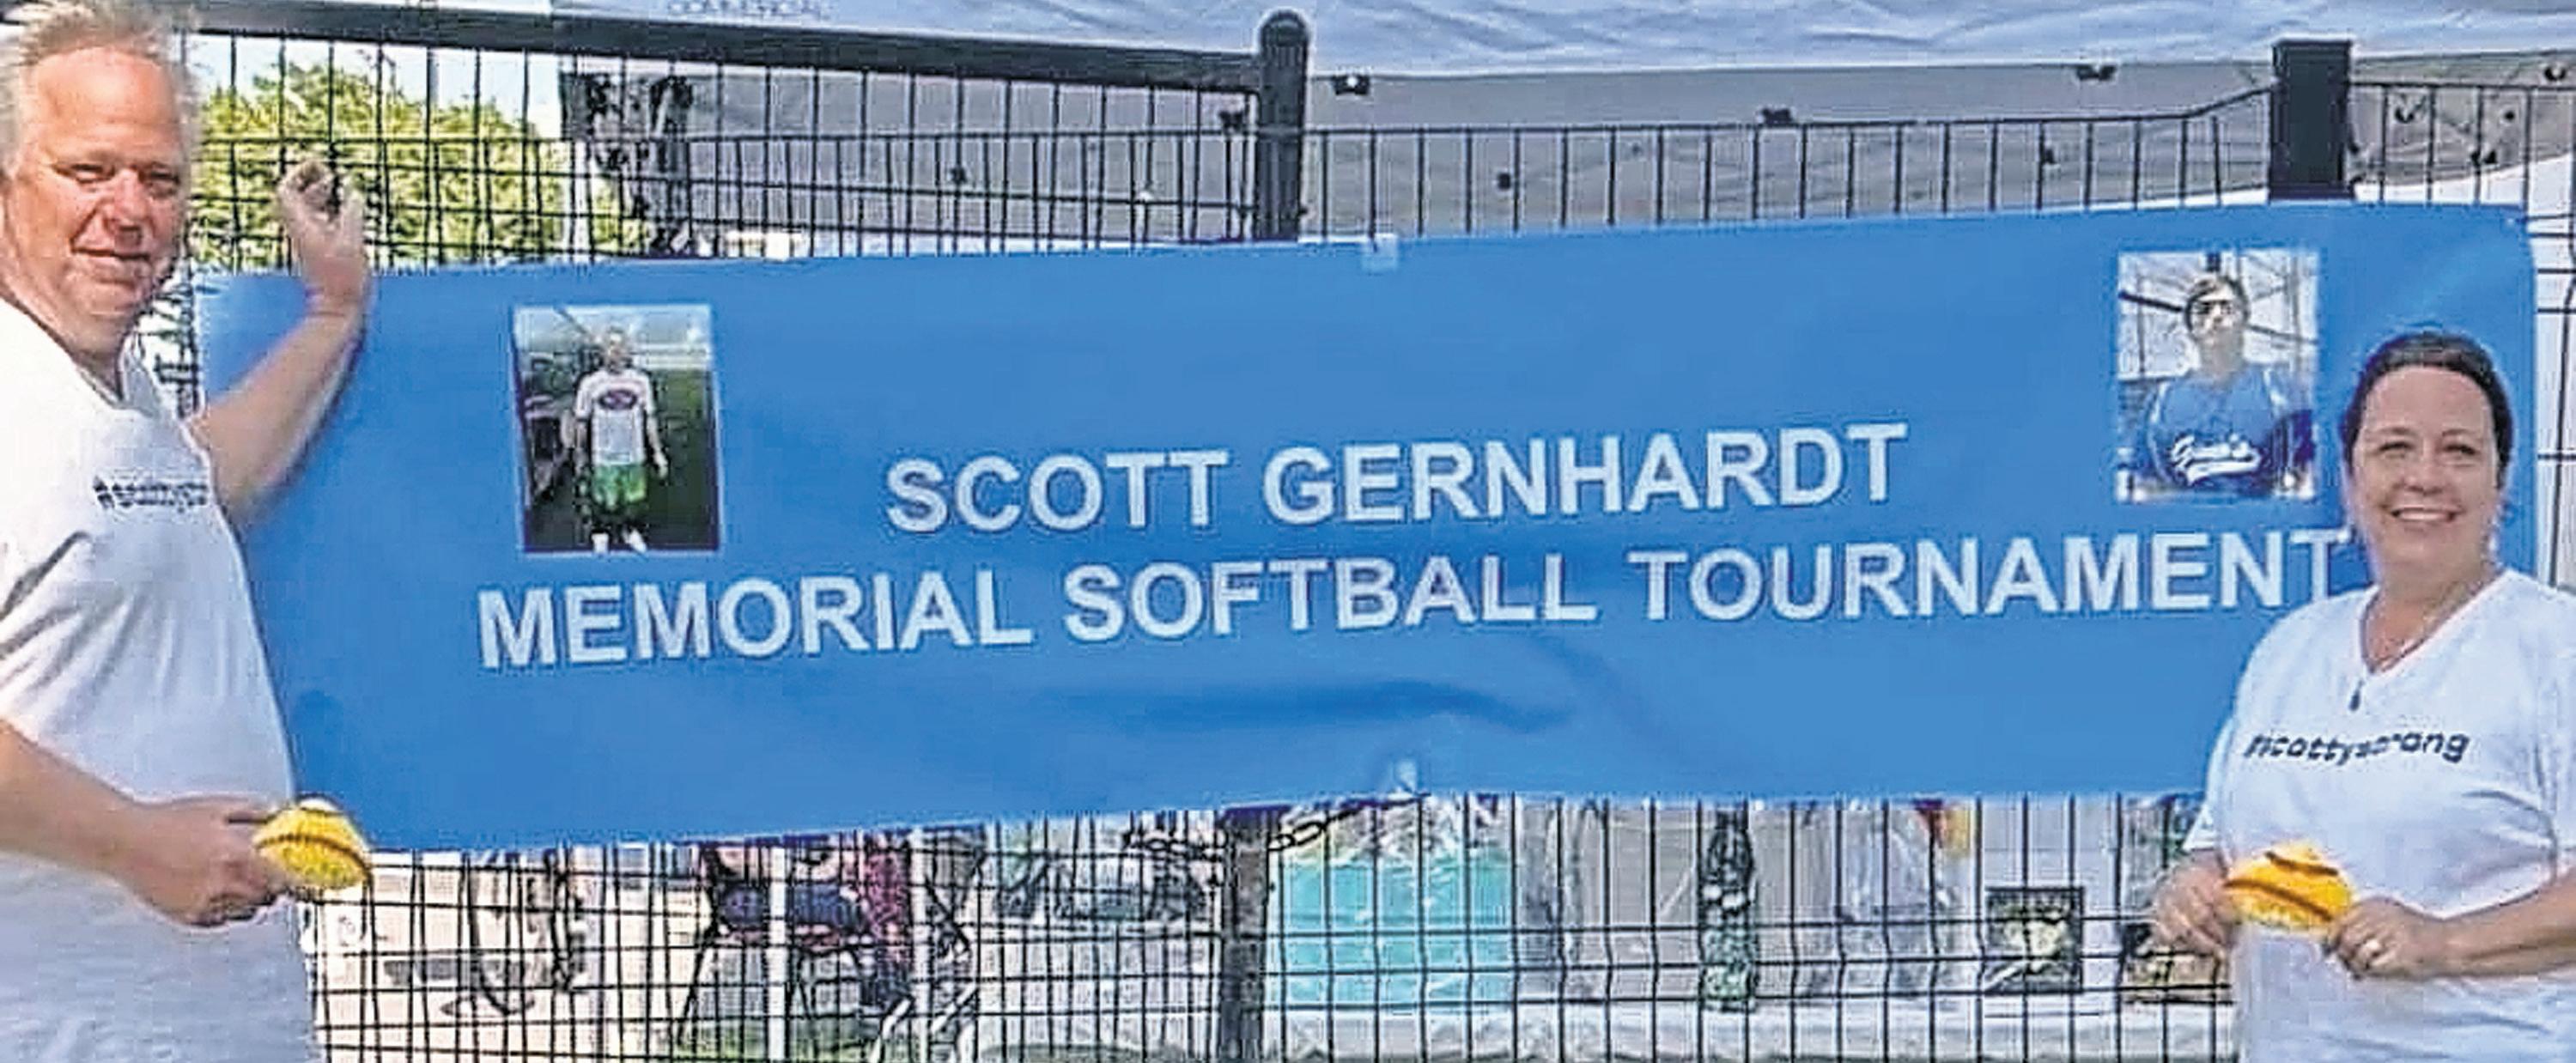 SCOTT GERNHARDT
MEMORIAL SOFTBALL TOURNAMENT
#scottystrong